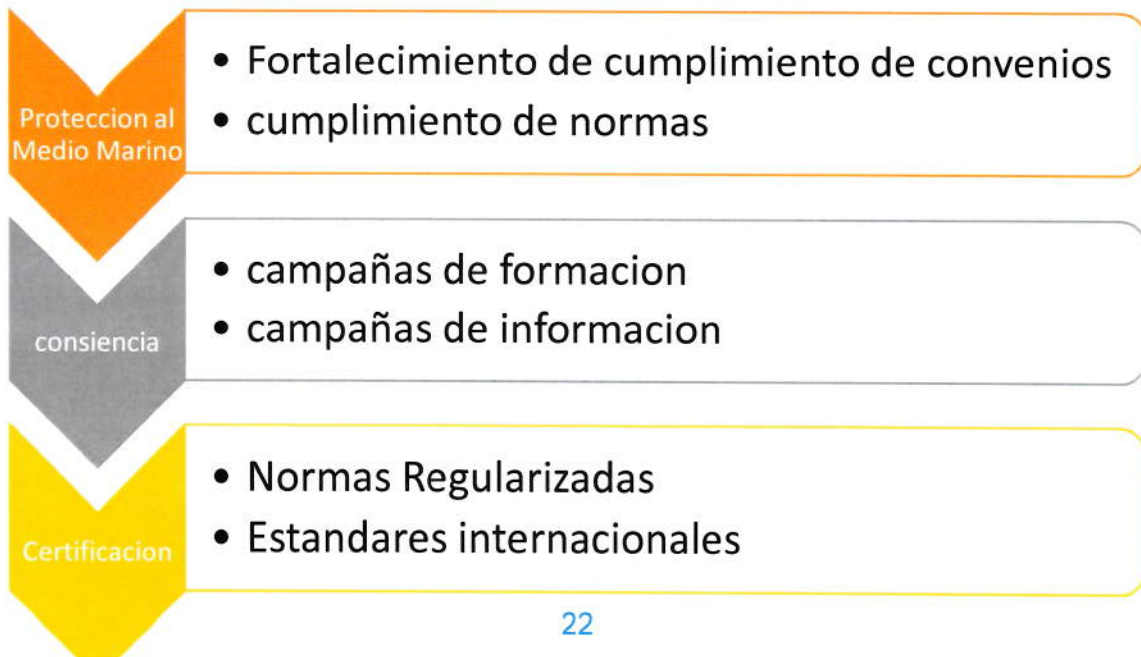 Proteccion al
Medio Marino
• Fortalecimiento de cumplimiento de convenios
• cumplimiento de normas
consiencia
• campañas de formacion
• campañas de informacion
Certificacion
• Normas Regularizadas
• Estandares internacionales
22